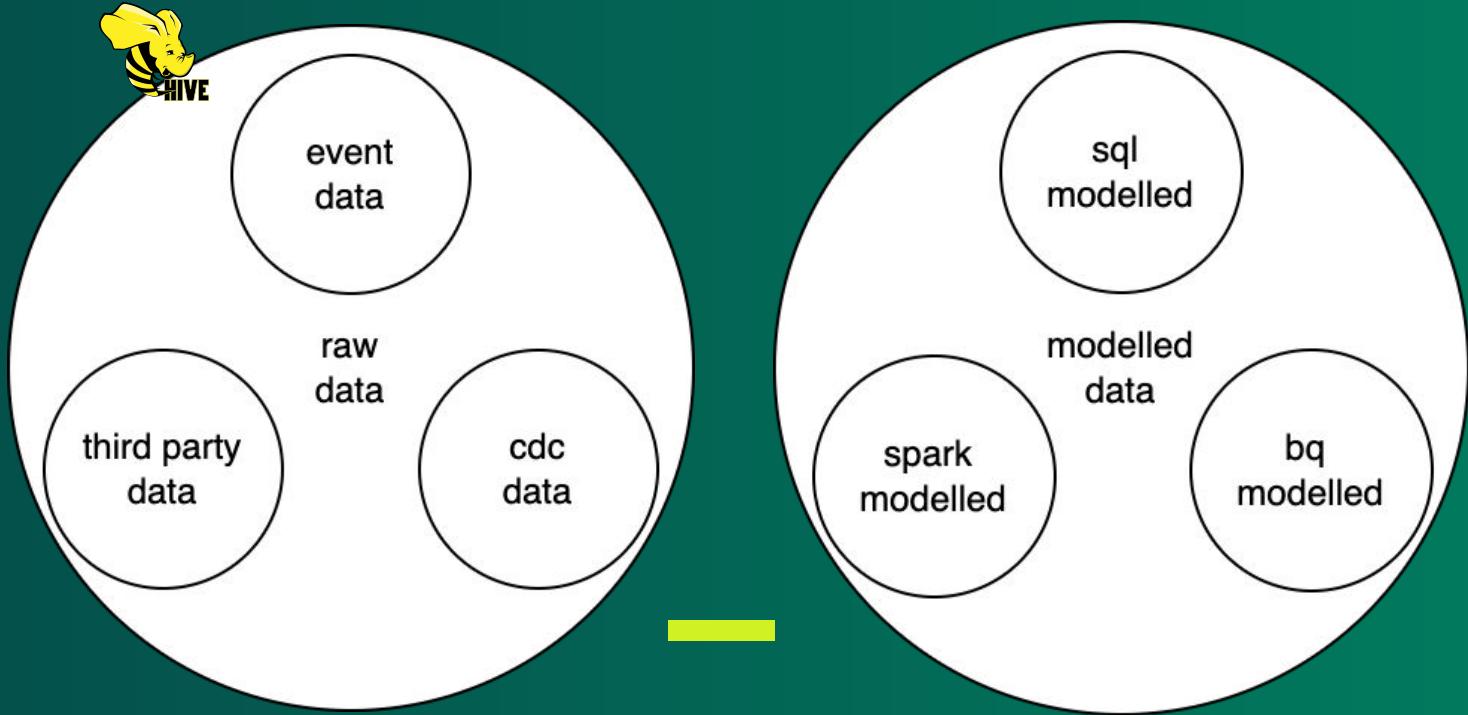 HIVE
event
data
raw
data
third party
data
cdc
data
sql
modelled
modelled
data
spark
modelled
bq
modelled